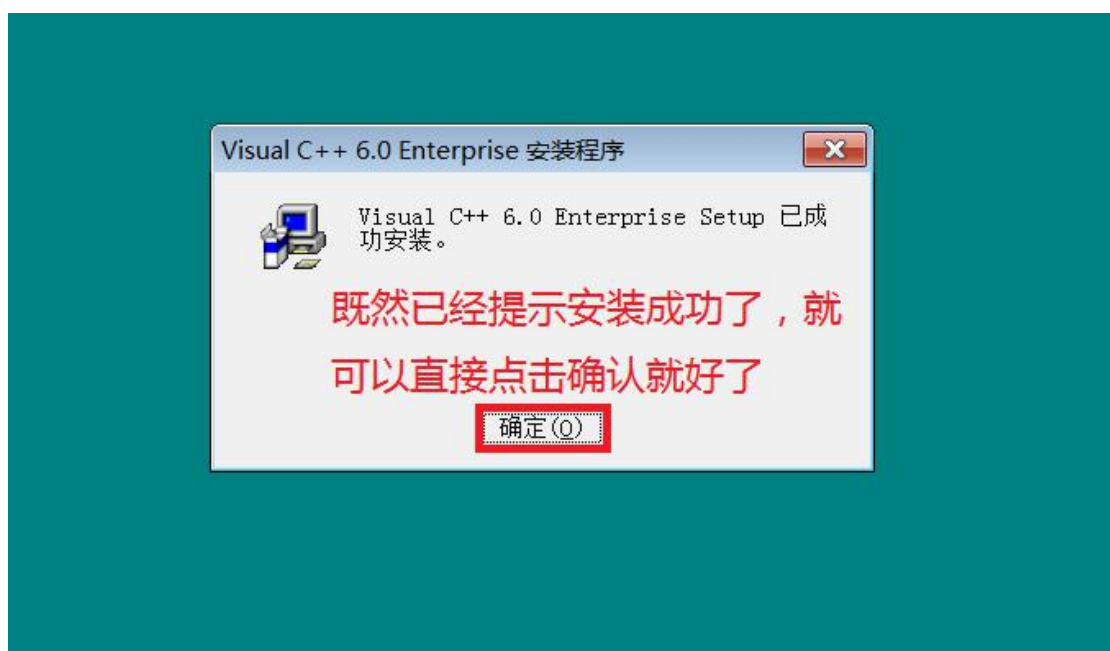 Visual C++ 6.0 Enterprise 安装程序
Visual C++ 6.0 Enterprise Setup 已成
功安装。
既然已经提示安装成功了，就
可以直接点击确认就好了
确定(O)